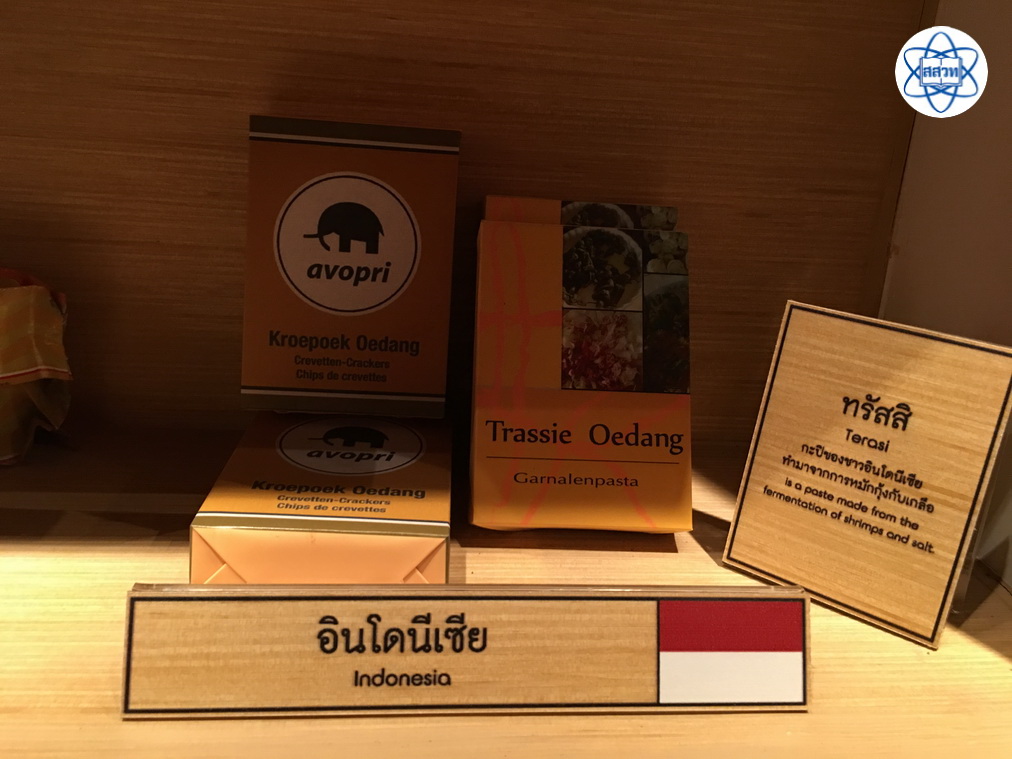 สสวท
avopri
Kroepoek Oedang
Crevetten-Crackers
Chips de crevettes
avopri
Kroepoek Oedang
Crevetten-Crackers
Chips de crevettes
Trassie Oedang
Garnalenpasta
ทรัสสิ
Terasi
กะปิของชาวอินโดนีเซีย
ทำมาจากการหมักกุ้งกับเกลือ
is a paste made from the
fermentation of shrimps and salt.
อินโดนีเซีย
Indonesia